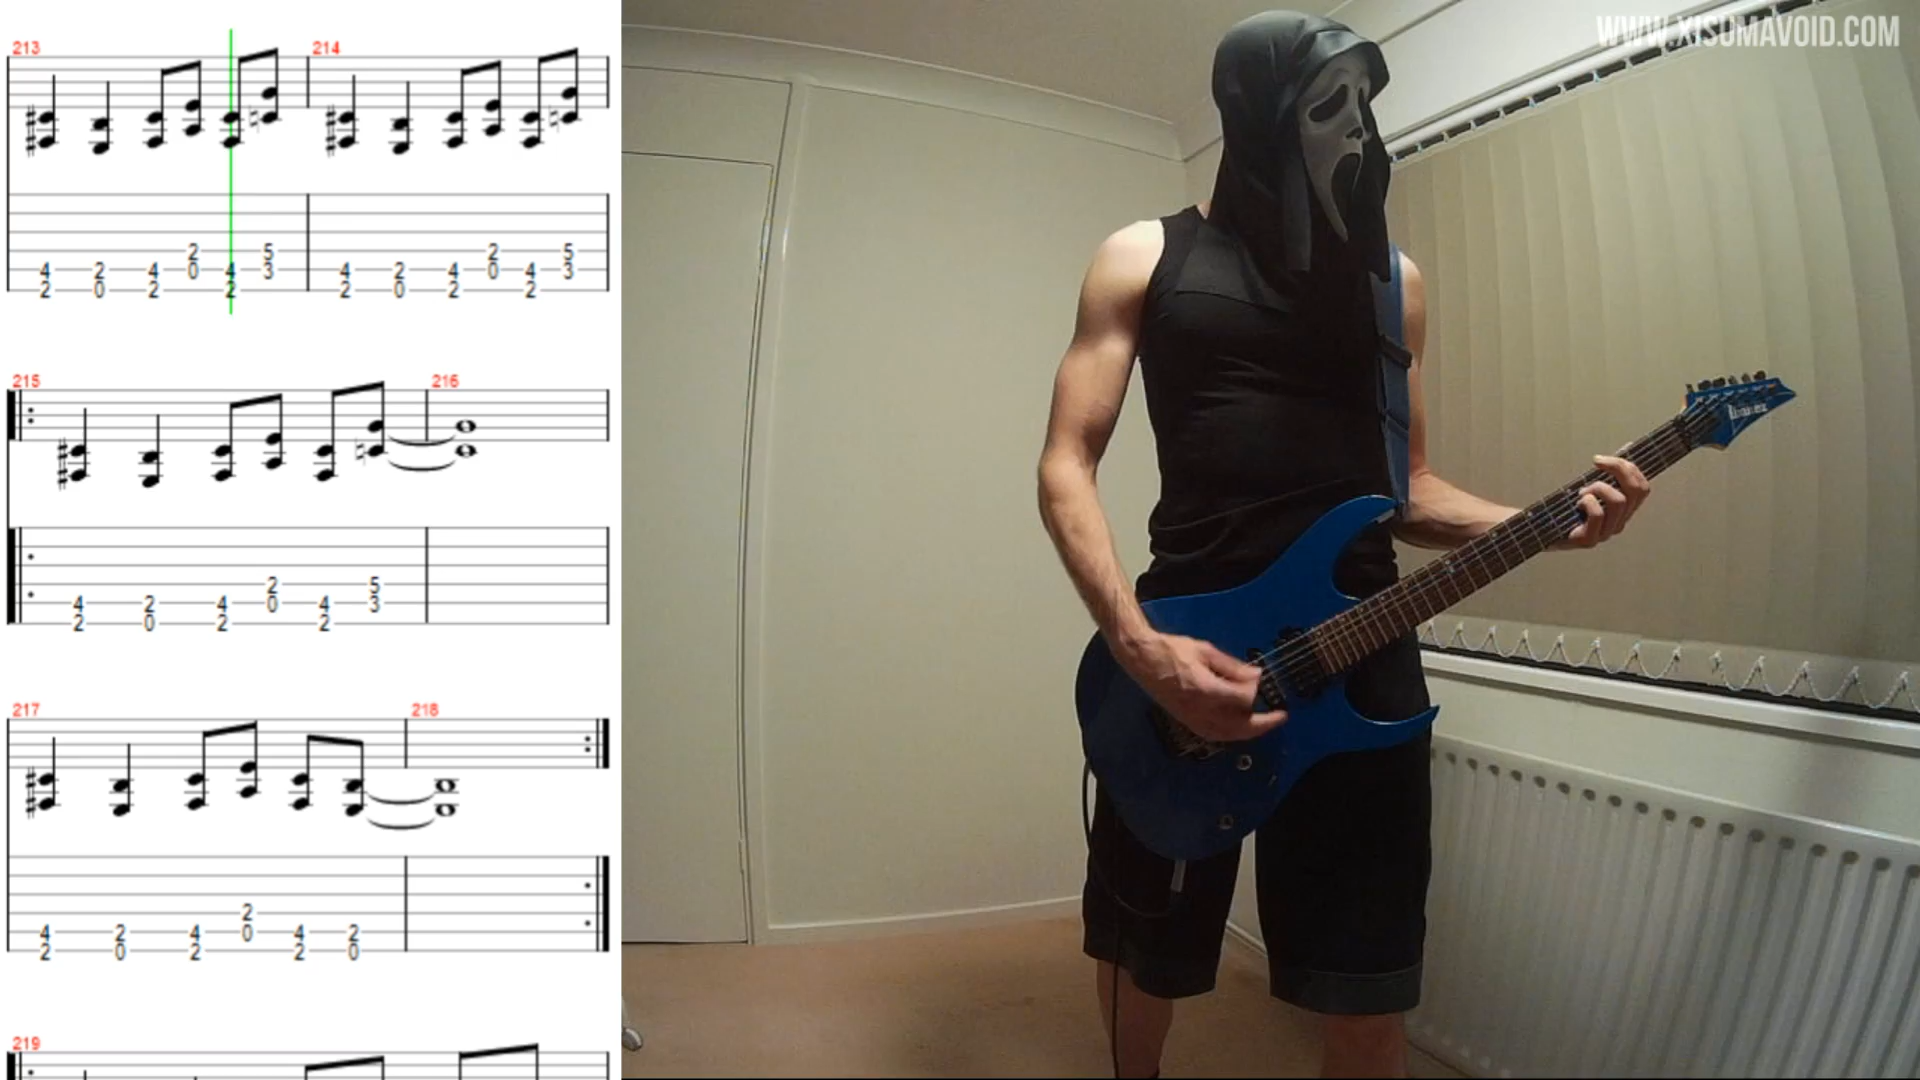 WWW.XISUMAVOID.COM
213 214
2 5 2 5
4 2 4 0 4 3 4 2 4 0 4 3
2 0 2 2 2 0 2 2
Ibanez
215 216
2 5
4 2 4 0 4 3
2 0 2 2
217 218
2
4 2 4 0 4 2
2 0 2 2 0
219